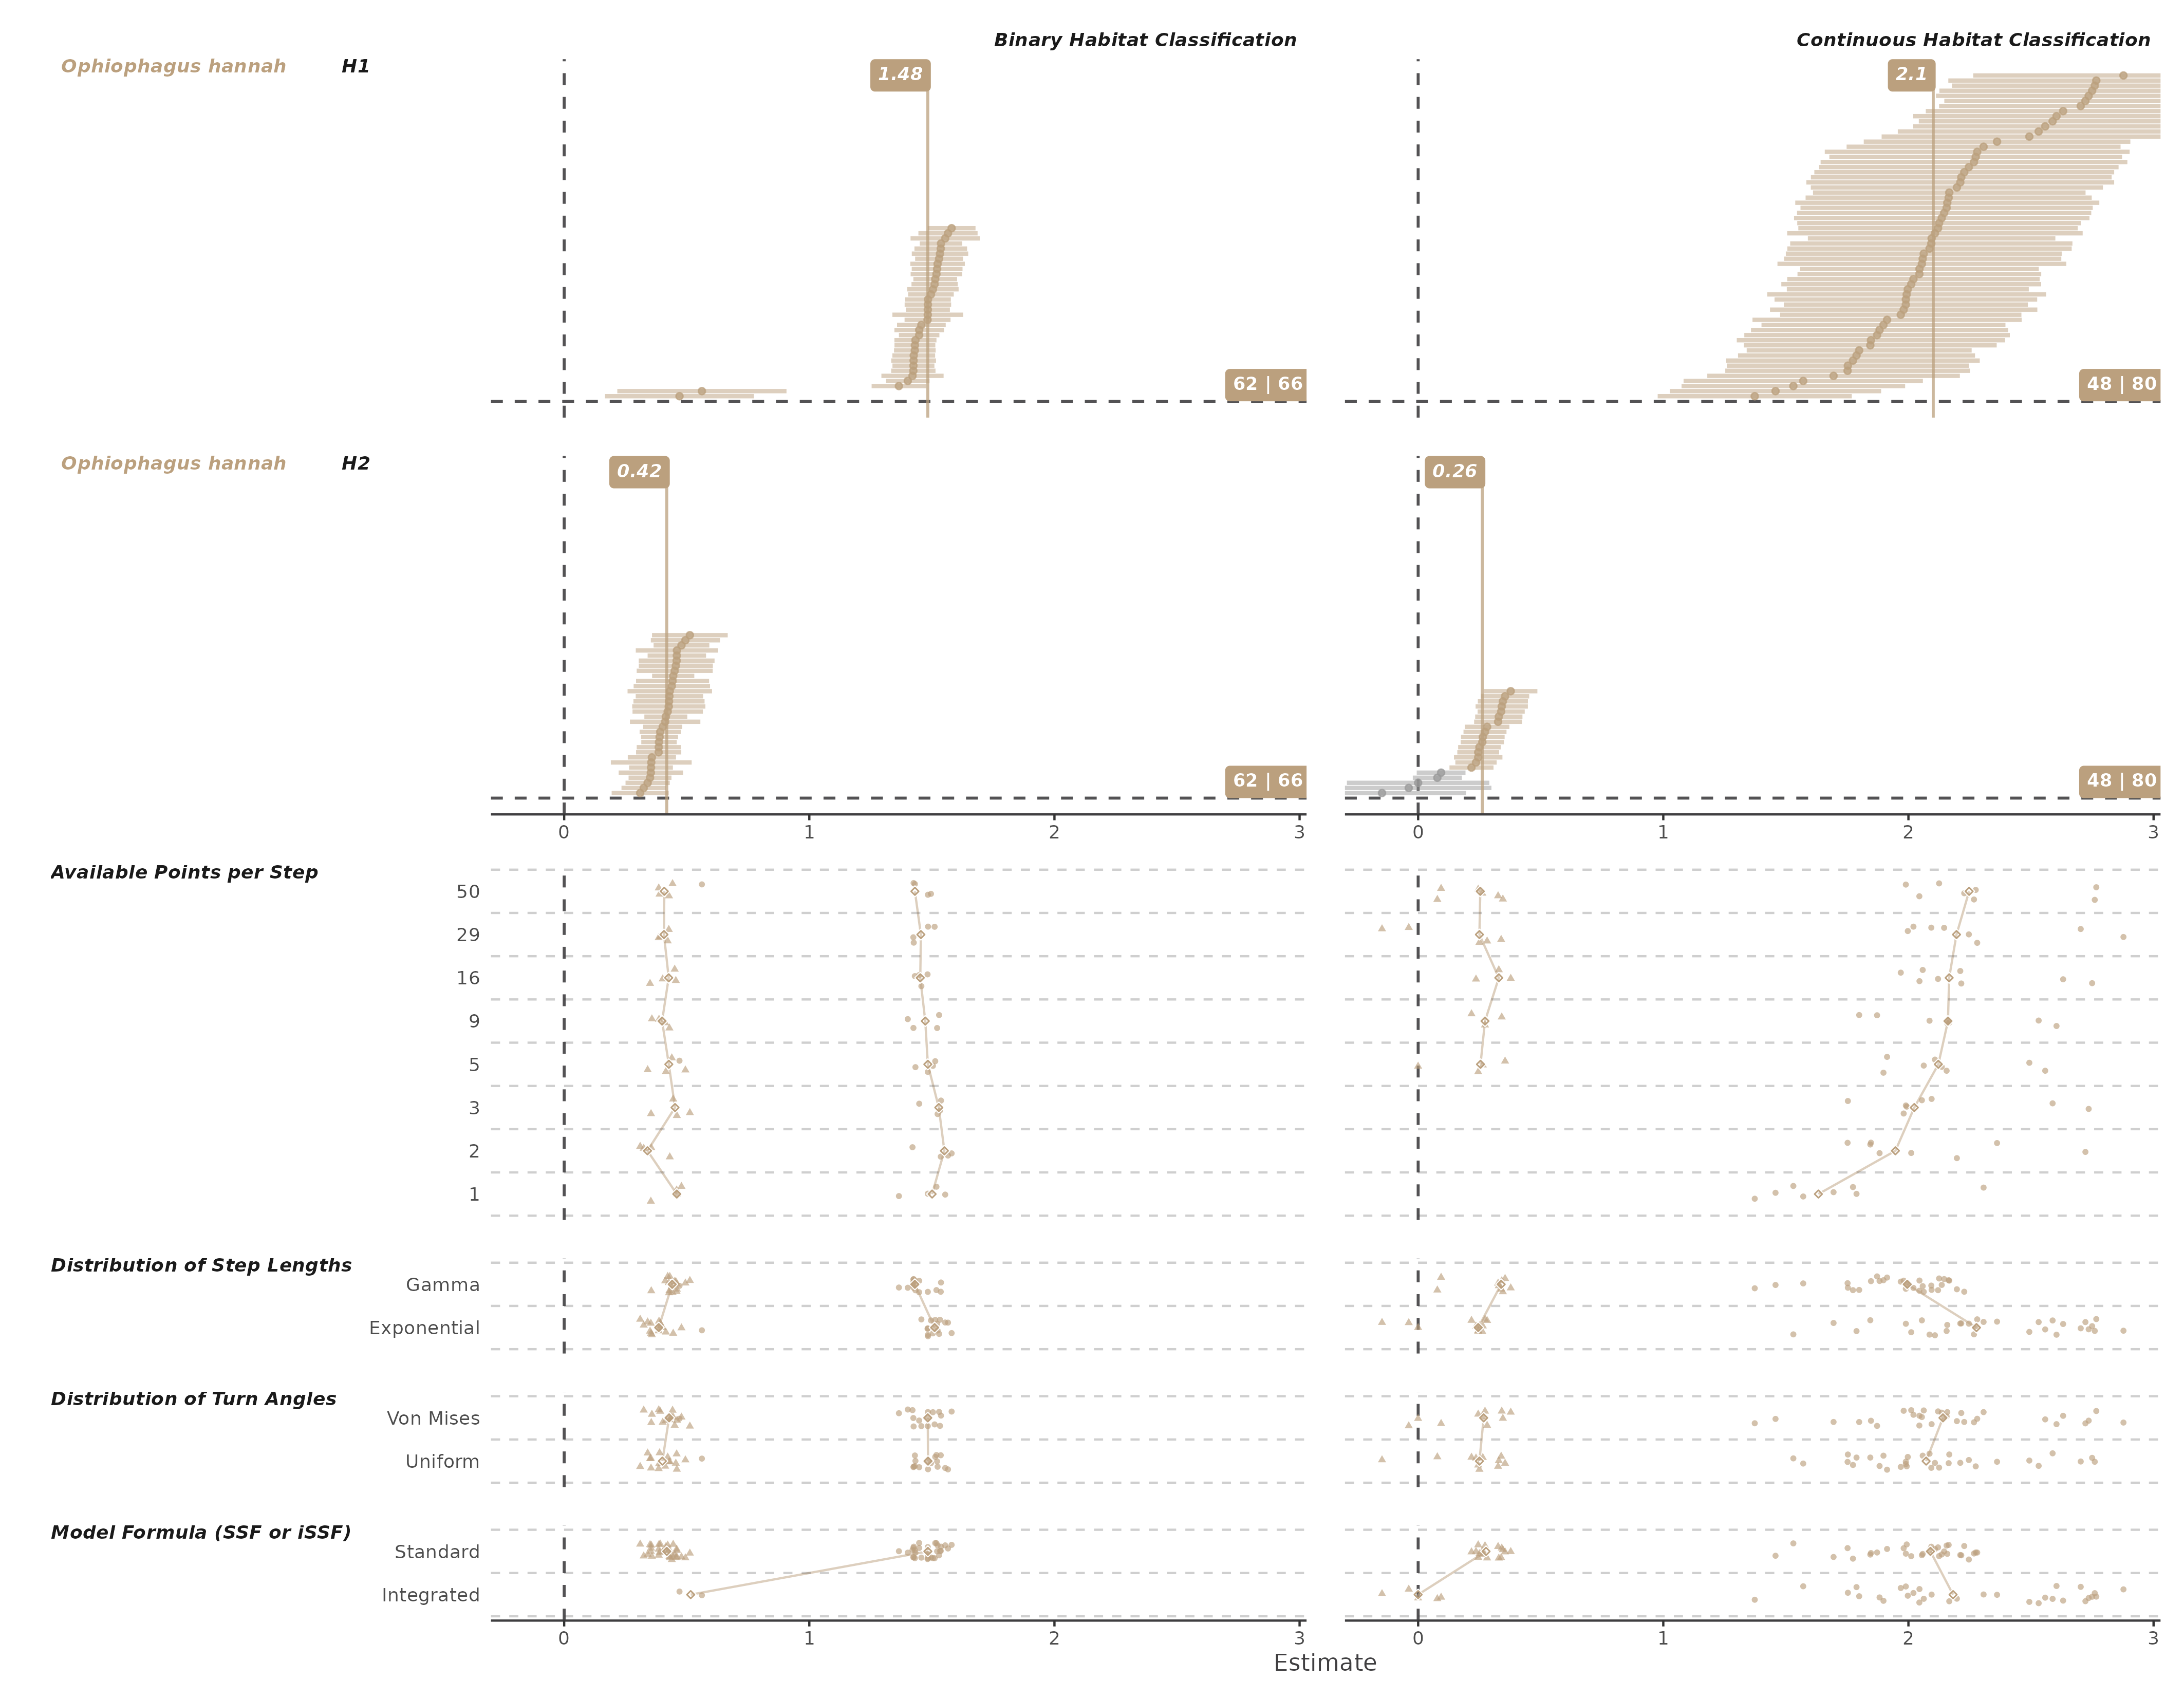 Binary Habitat Classification
Continuous Habitat Classification
Ophiophagus hannah H1
1.48
2.1
62 | 66
48 | 80
Ophiophagus hannah H2
0.42
0.26
62 | 66
48 | 80
0 1 2 3
0 1 2 3
Available Points per Step
50
29
16
9
5
3
2
1
Distribution of Step Lengths
Gamma
Exponential
Distribution of Turn Angles
Von Mises
Uniform
Model Formula (SSF or iSSF)
Standard
Integrated
0 1 2 3
0 1 2 3
Estimate